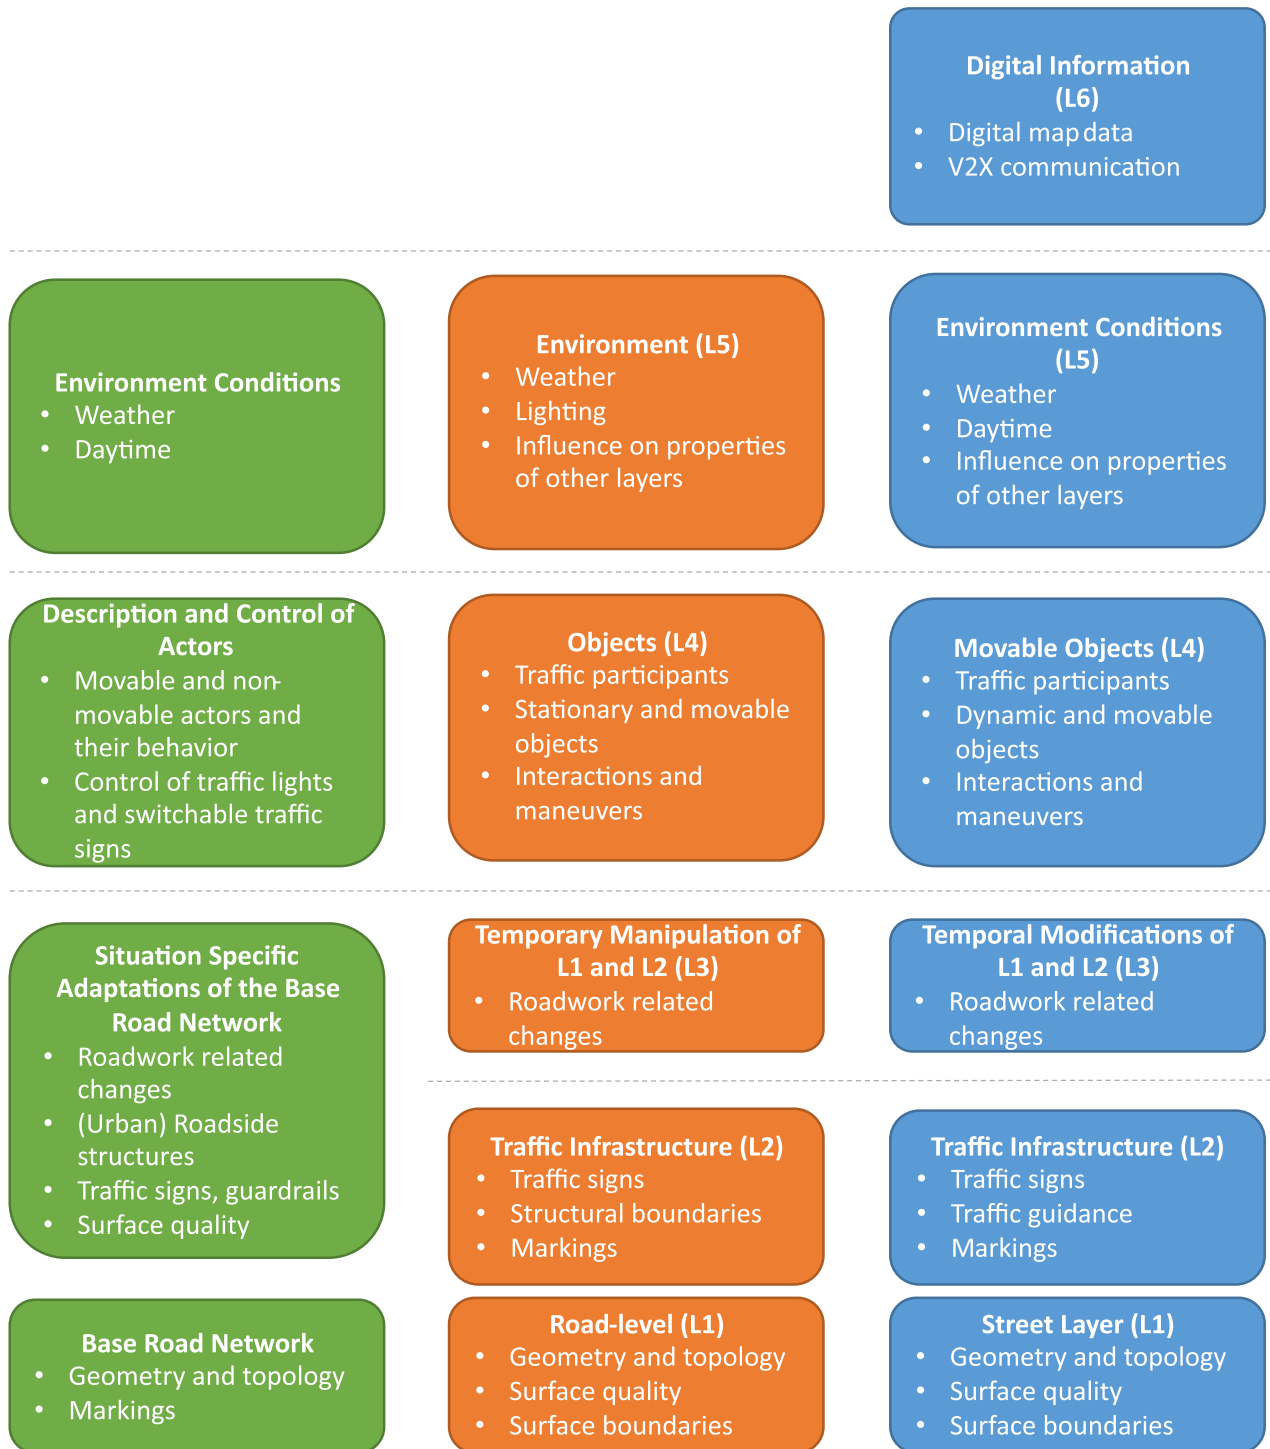 Digital Information
(L6)
• Digital map data
• V2X communication
Environment Conditions
• Weather
• Daytime
Environment (L5)
• Weather
• Lighting
• Influence on properties
of other layers
Environment Conditions
(L5)
• Weather
• Daytime
• Influence on properties
of other layers
Description and Control of
Actors
• Movable and non-
movable actors and
their behavior
• Control of traffic lights
and switchable traffic
signs
Objects (L4)
• Traffic participants
• Stationary and movable
objects
• Interactions and
maneuvers
Movable Objects (L4)
• Traffic participants
• Dynamic and movable
objects
• Interactions and
maneuvers
Situation Specific
Adaptations of the Base
Road Network
• Roadwork related
changes
• (Urban) Roadside
structures
• Traffic signs, guardrails
• Surface quality
Temporary Manipulation of
L1 and L2 (L3)
• Roadwork related
changes
Temporal Modifications of
L1 and L2 (L3)
• Roadwork related
changes
Traffic Infrastructure (L2)
• Traffic signs
• Structural boundaries
• Markings
Traffic Infrastructure (L2)
• Traffic signs
• Traffic guidance
• Markings
Base Road Network
• Geometry and topology
• Markings
Road-level (L1)
• Geometry and topology
• Surface quality
• Surface boundaries
Street Layer (L1)
• Geometry and topology
• Surface quality
• Surface boundaries